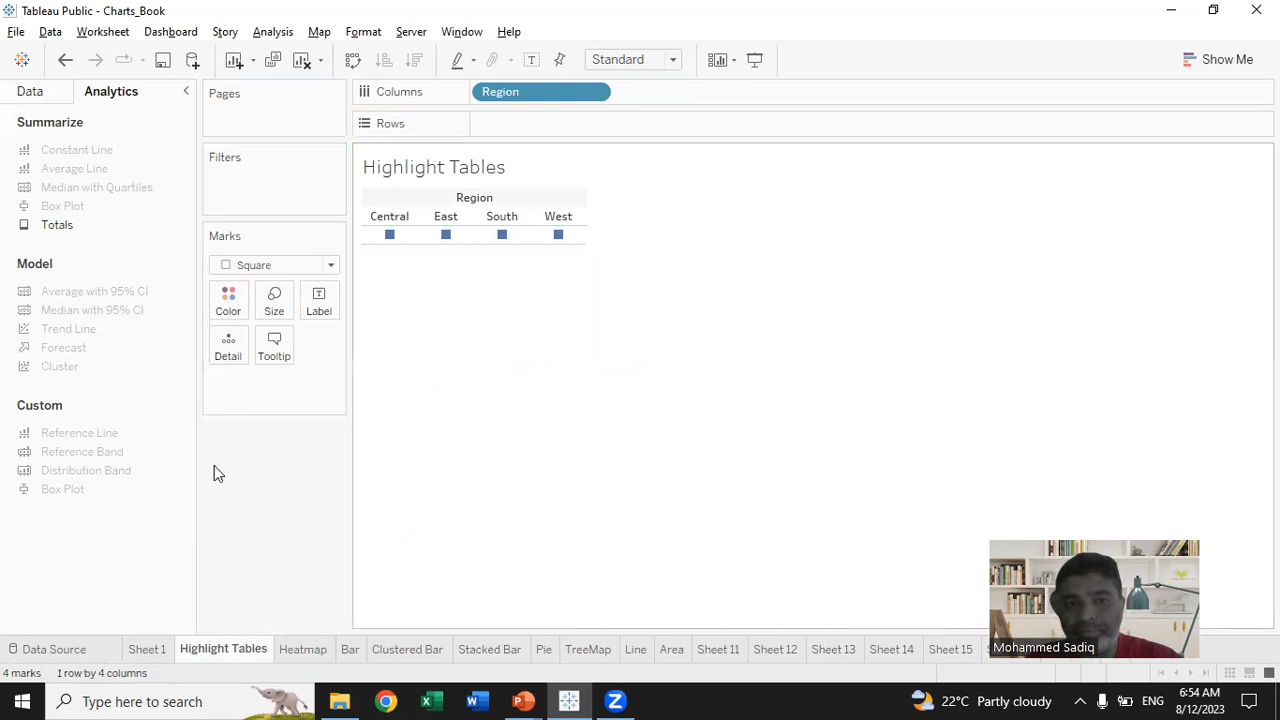 Tableau Public - Charts_Book
File Data Worksheet Dashboard Story Analysis Map Format Server Window Help
Standard
Show Me
Data Analytics
Summarize
Constant Line
Average Line
Median with Quartiles
Box Plot
Totals
Model
Average with 95% CI
Median with 95% CI
Trend Line
Forecast
Cluster
Custom
Reference Line
Reference Band
Distribution Band
Box Plot
Pages
Filters
Marks
Square
Color Size Label
Detail Tooltip
Columns Region
Rows
Highlight Tables
Region
Central East South West
Mohammed Sadiq
Data Source Sheet 1 Highlight Tables Heatmap Bar Clustered Bar Stacked Bar Pie TreeMap Line Area Sheet 11 Sheet 12 Sheet 13 Sheet 14 Sheet 15
4 marks 1 row by 4 columns
Type here to search
22°C Partly cloudy
ENG
6:54 AM
8/12/2023